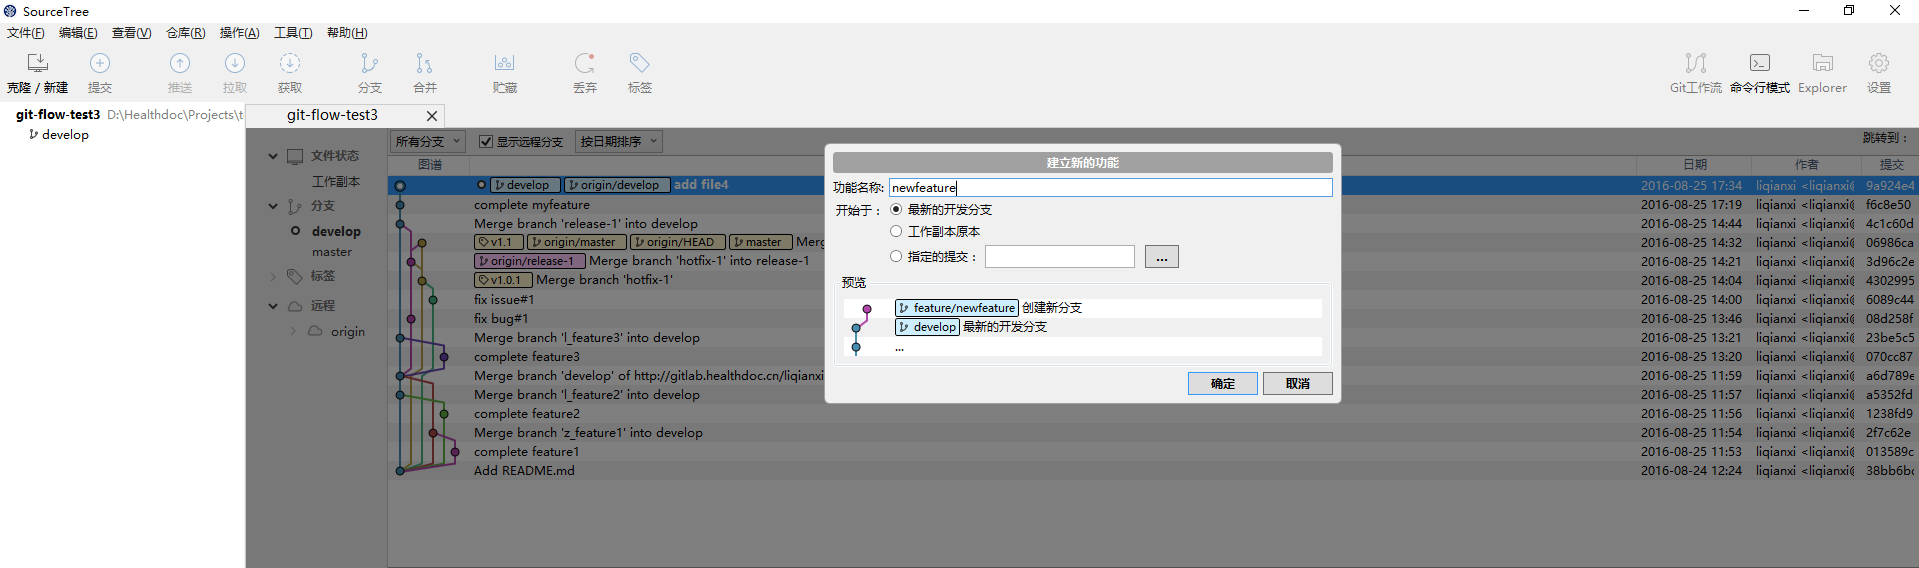 SourceTree
文件(F) 编辑(E) 查看(V) 仓库(R) 操作(A) 工具(T) 帮助(H)
克隆 / 新建 提交 推送 拉取 获取 分支 合并 贮藏 丢弃 标签 Git工作流 命令行模式 Explorer 设置
git-flow-test3 D:\Healthdoc\Projects\t
develop
git-flow-test3
文件状态
工作副本
分支
develop
master
标签
远程
origin
所有分支 显示远程分支 按日期排序 跳转到：
图谱 日期 作者 提交
develop origin/develop add file4 2016-08-25 17:34 liqianxi <liqianxi@ 9a924e4
complete myfeature 2016-08-25 17:19 liqianxi <liqianxi@ f6c8e50
Merge branch 'release-1' into develop 2016-08-25 14:44 liqianxi <liqianxi@ 4c1c60d
v1.1 origin/master origin/HEAD master Merg 2016-08-25 14:32 liqianxi <liqianxi@ 06986ca
origin/release-1 Merge branch 'hotfix-1' into release-1 2016-08-25 14:21 liqianxi <liqianxi@ 3d96c2e
v1.0.1 Merge branch 'hotfix-1' 2016-08-25 14:04 liqianxi <liqianxi@ 4302995
fix issue#1 2016-08-25 14:00 liqianxi <liqianxi@ 6089c44
fix bug#1 2016-08-25 13:46 liqianxi <liqianxi@ 08d258f
Merge branch 'l_feature3' into develop 2016-08-25 13:21 liqianxi <liqianxi@ 23be5c5
complete feature3 2016-08-25 13:20 liqianxi <liqianxi@ 070cc87
Merge branch 'develop' of http://gitlab.healthdoc.cn/liqianxi 2016-08-25 11:59 liqianxi <liqianxi@ a6d789e
Merge branch 'l_feature2' into develop 2016-08-25 11:57 liqianxi <liqianxi@ a5352fd
complete feature2 2016-08-25 11:56 liqianxi <liqianxi@ 1238fd9
Merge branch 'z_feature1' into develop 2016-08-25 11:54 liqianxi <liqianxi@ 2f7c62e
complete feature1 2016-08-25 11:53 liqianxi <liqianxi@ 013589c
Add README.md 2016-08-24 12:24 liqianxi <liqianxi@ 38bb6bc
建立新的功能
功能名称: newfeature
开始于： 最新的开发分支
工作副本原本
指定的提交： ...
预览
feature/newfeature 创建新分支
develop 最新的开发分支
...
确定 取消